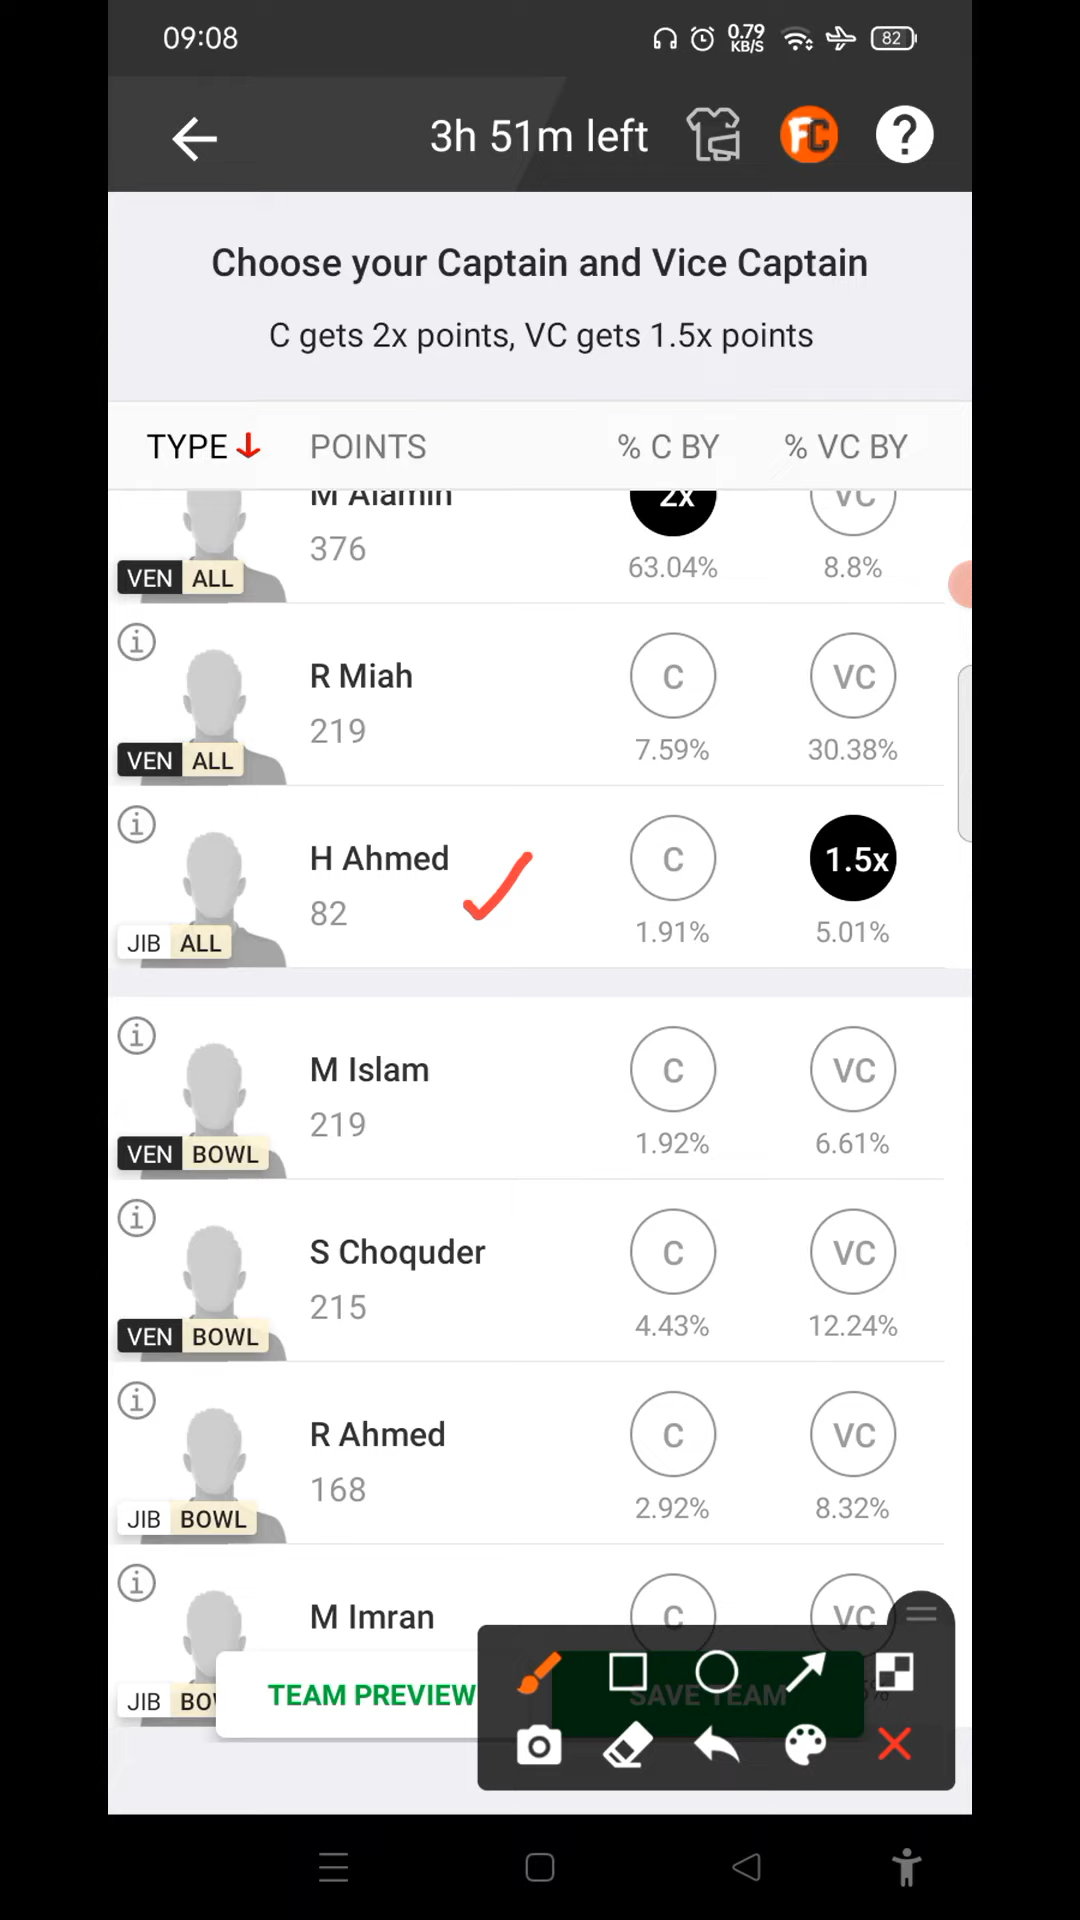 09:08
0.79
KB/S
82
3h 51m left
FC
?
Choose your Captain and Vice Captain
C gets 2x points, VC gets 1.5x points
TYPE
POINTS
% C BY
% VC BY
M Alamin
2x
VC
376
63.04%
8.8%
VEN ALL
R Miah
C
VC
219
7.59%
30.38%
VEN ALL
H Ahmed
C
1.5x
82
1.91%
5.01%
JIB ALL
M Islam
C
VC
219
1.92%
6.61%
VEN BOWL
S Choquder
C
VC
215
4.43%
12.24%
VEN BOWL
R Ahmed
C
VC
168
2.92%
8.32%
JIB BOWL
M Imran
C
VC
JIB
TEAM PREVIEW
SAVE TEAM